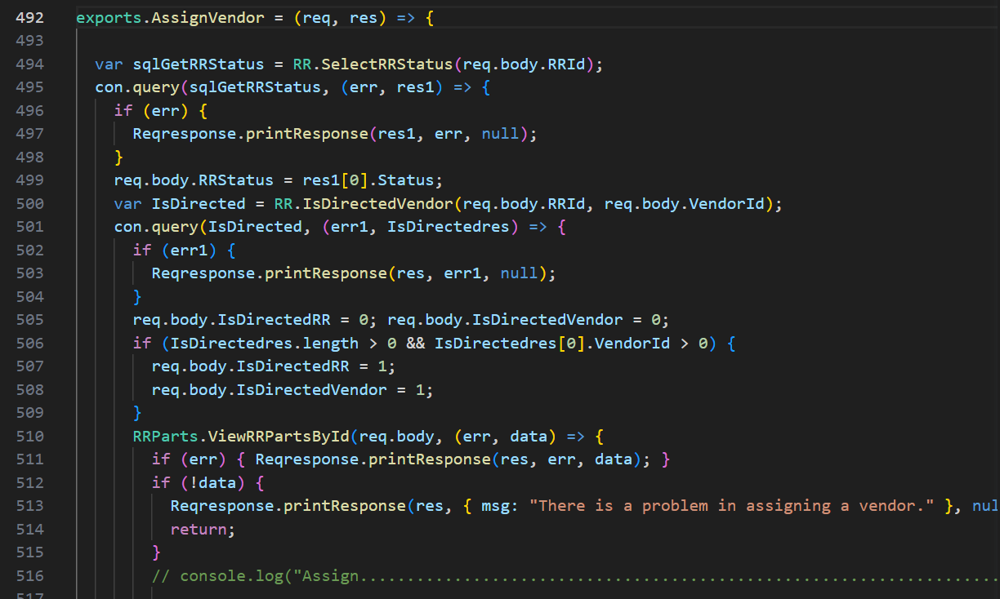 492 exports.AssignVendor = (req, res) => {
493
494   var sqlGetRRStatus = RR.SelectRRStatus(req.body.RRId);
495   con.query(sqlGetRRStatus, (err, res1) => {
496     if (err) {
497       Reqresponse.printResponse(res1, err, null);
498     }
499     req.body.RRStatus = res1[0].Status;
500     var IsDirected = RR.IsDirectedVendor(req.body.RRId, req.body.VendorId);
501     con.query(IsDirected, (err1, IsDirectedres) => {
502       if (err1) {
503         Reqresponse.printResponse(res, err1, null);
504       }
505       req.body.IsDirectedRR = 0; req.body.IsDirectedVendor = 0;
506       if (IsDirectedres.length > 0 && IsDirectedres[0].VendorId > 0) {
507         req.body.IsDirectedRR = 1;
508         req.body.IsDirectedVendor = 1;
509       }
510       RRParts.ViewRRPartsById(req.body, (err, data) => {
511         if (err) { Reqresponse.printResponse(res, err, data); }
512         if (!data) {
513           Reqresponse.printResponse(res, { msg: "There is a problem in assigning a vendor." }, nul
514           return;
515         }
516         // console.log("Assign....................................................................
517